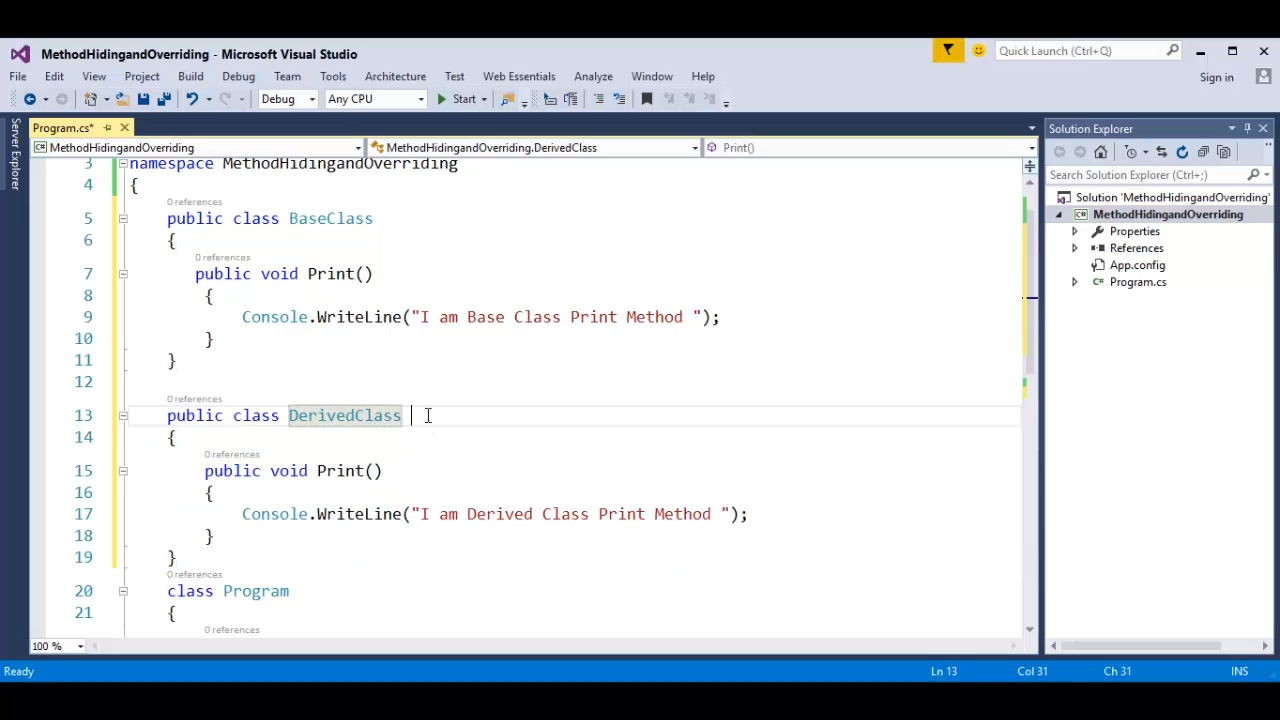 MethodHidingandOverriding - Microsoft Visual Studio
Quick Launch (Ctrl+Q)
File Edit View Project Build Debug Team Tools Architecture Test Web Essentials Analyze Window Help
Sign in
Debug Any CPU Start
Server Explorer
Program.cs*
Solution Explorer
MethodHidingandOverriding MethodHidingandOverriding.DerivedClass Print()
Search Solution Explorer (Ctrl+;)
Solution 'MethodHidingandOverriding'
MethodHidingandOverriding
Properties
References
App.config
Program.cs
3 namespace MethodHidingandOverriding
4 {
0 references
5 public class BaseClass
6 {
0 references
7 public void Print()
8 {
9 Console.WriteLine("I am Base Class Print Method ");
10 }
11 }
12
0 references
13 public class DerivedClass
14 {
0 references
15 public void Print()
16 {
17 Console.WriteLine("I am Derived Class Print Method ");
18 }
19 }
0 references
20 class Program
21 {
0 references
100 %
Ready Ln 13 Col 31 Ch 31 INS